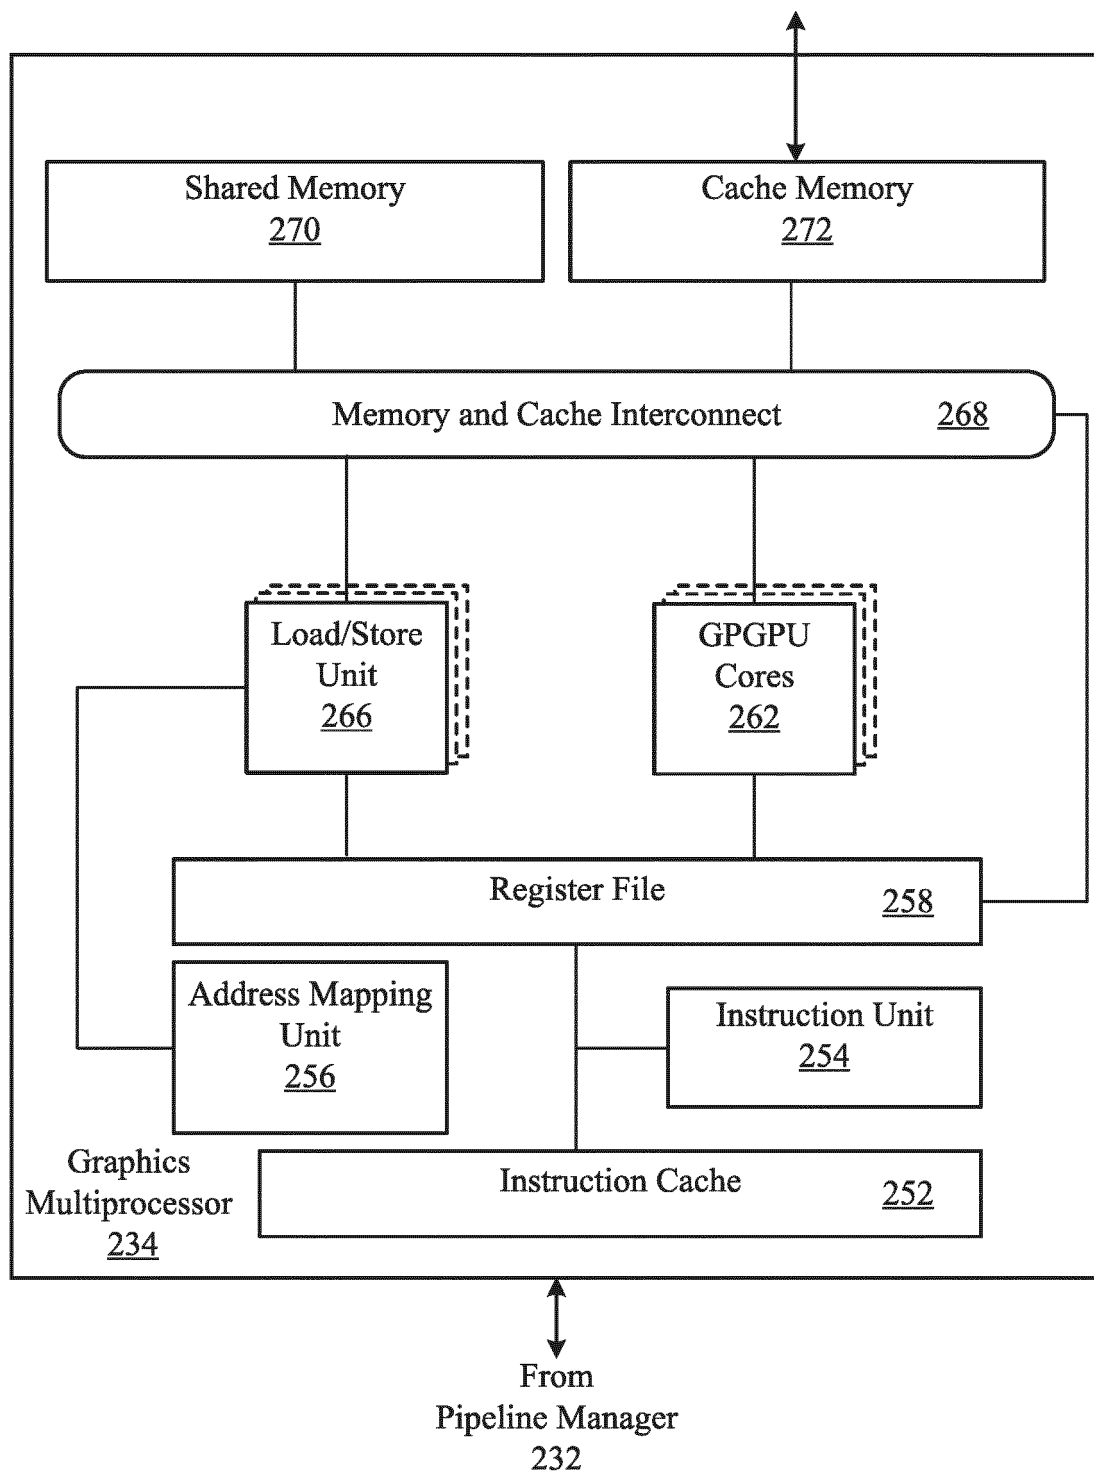 Shared Memory
270
Cache Memory
272
Memory and Cache Interconnect 268
Load/Store
Unit
266
GPGPU
Cores
262
Register File 258
Address Mapping
Unit
256
Instruction Unit
254
Instruction Cache 252
Graphics
Multiprocessor
234
From
Pipeline Manager
232